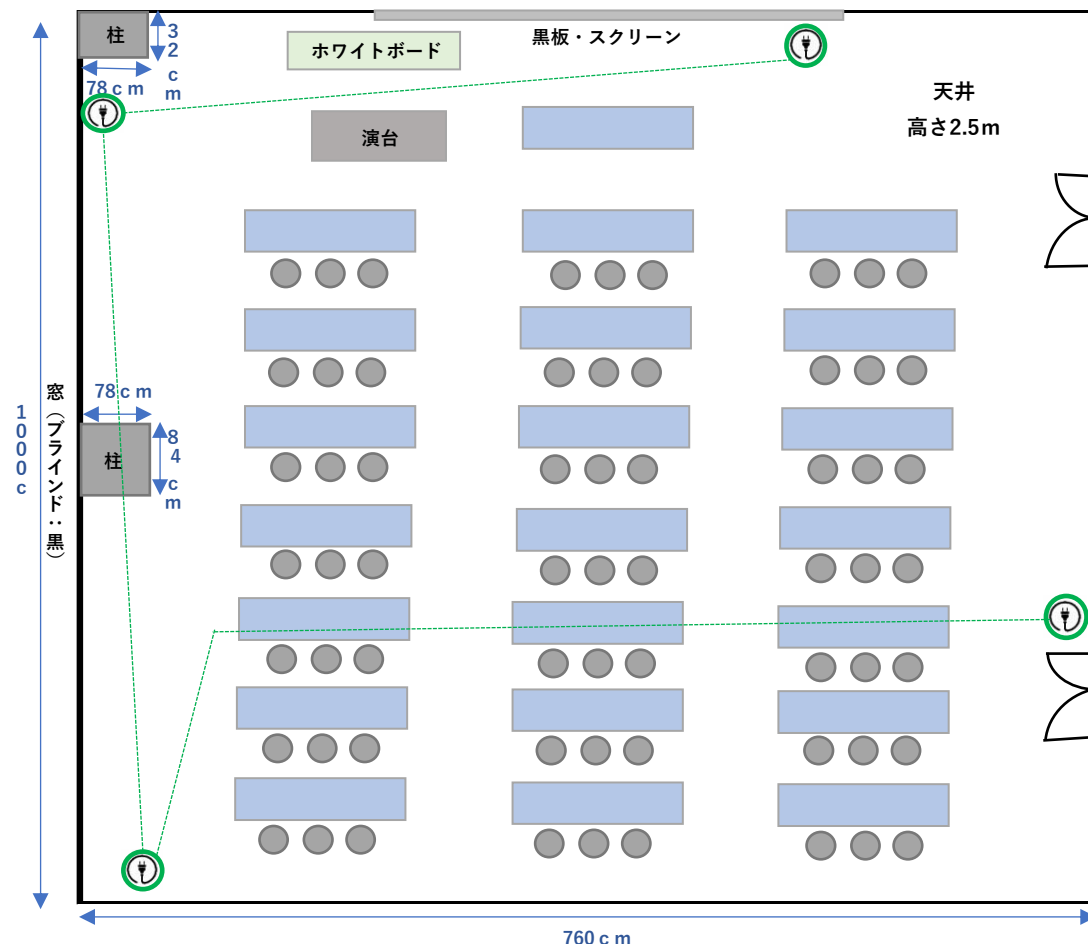 柱
32cm
78cm
ホワイトボード
黒板・スクリーン
天井
高さ2.5m
演台
窓（ブラインド：黒）
1000c
78cm
柱
84cm
760cm